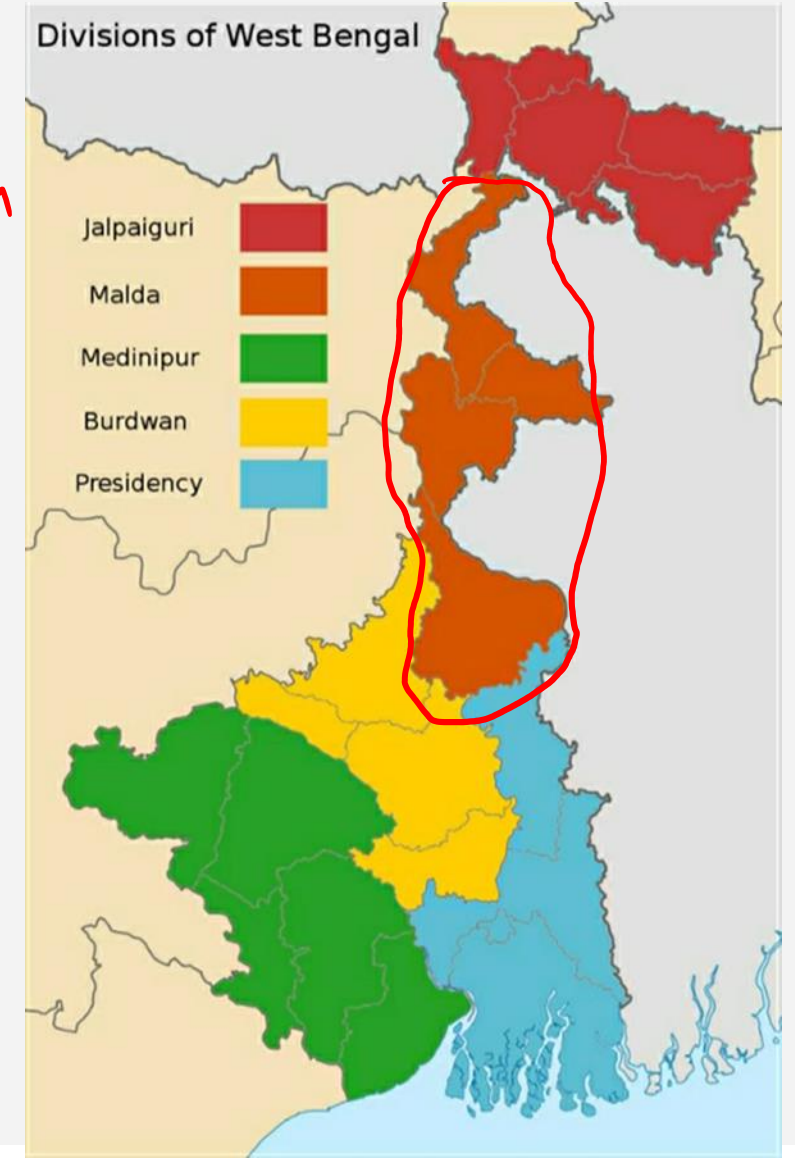 Divisions of West Bengal
Jalpaiguri
Malda
Medinipur
Burdwan
Presidency